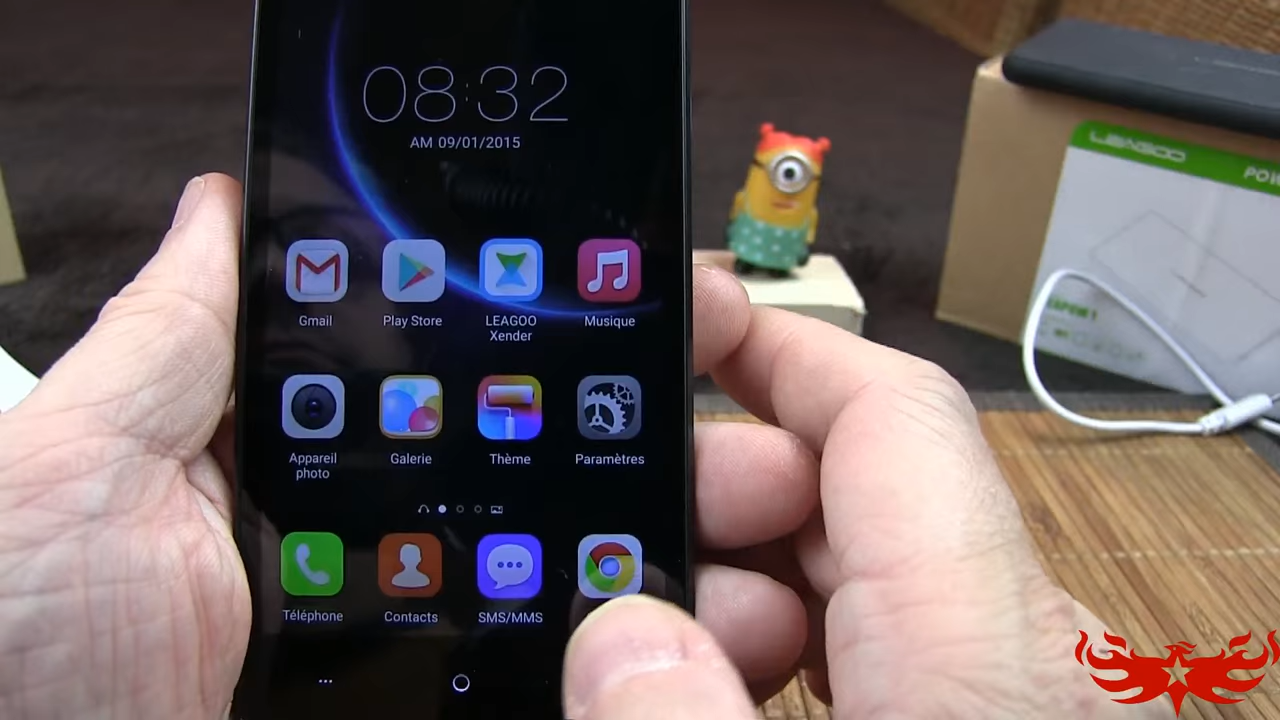 08:32
AM 09/01/2015
Gmail
Play Store
LEAGOO
Xender
Musique
Appareil
photo
Galerie
Thème
Paramètres
Téléphone
Contacts
SMS/MMS
LEAGOO